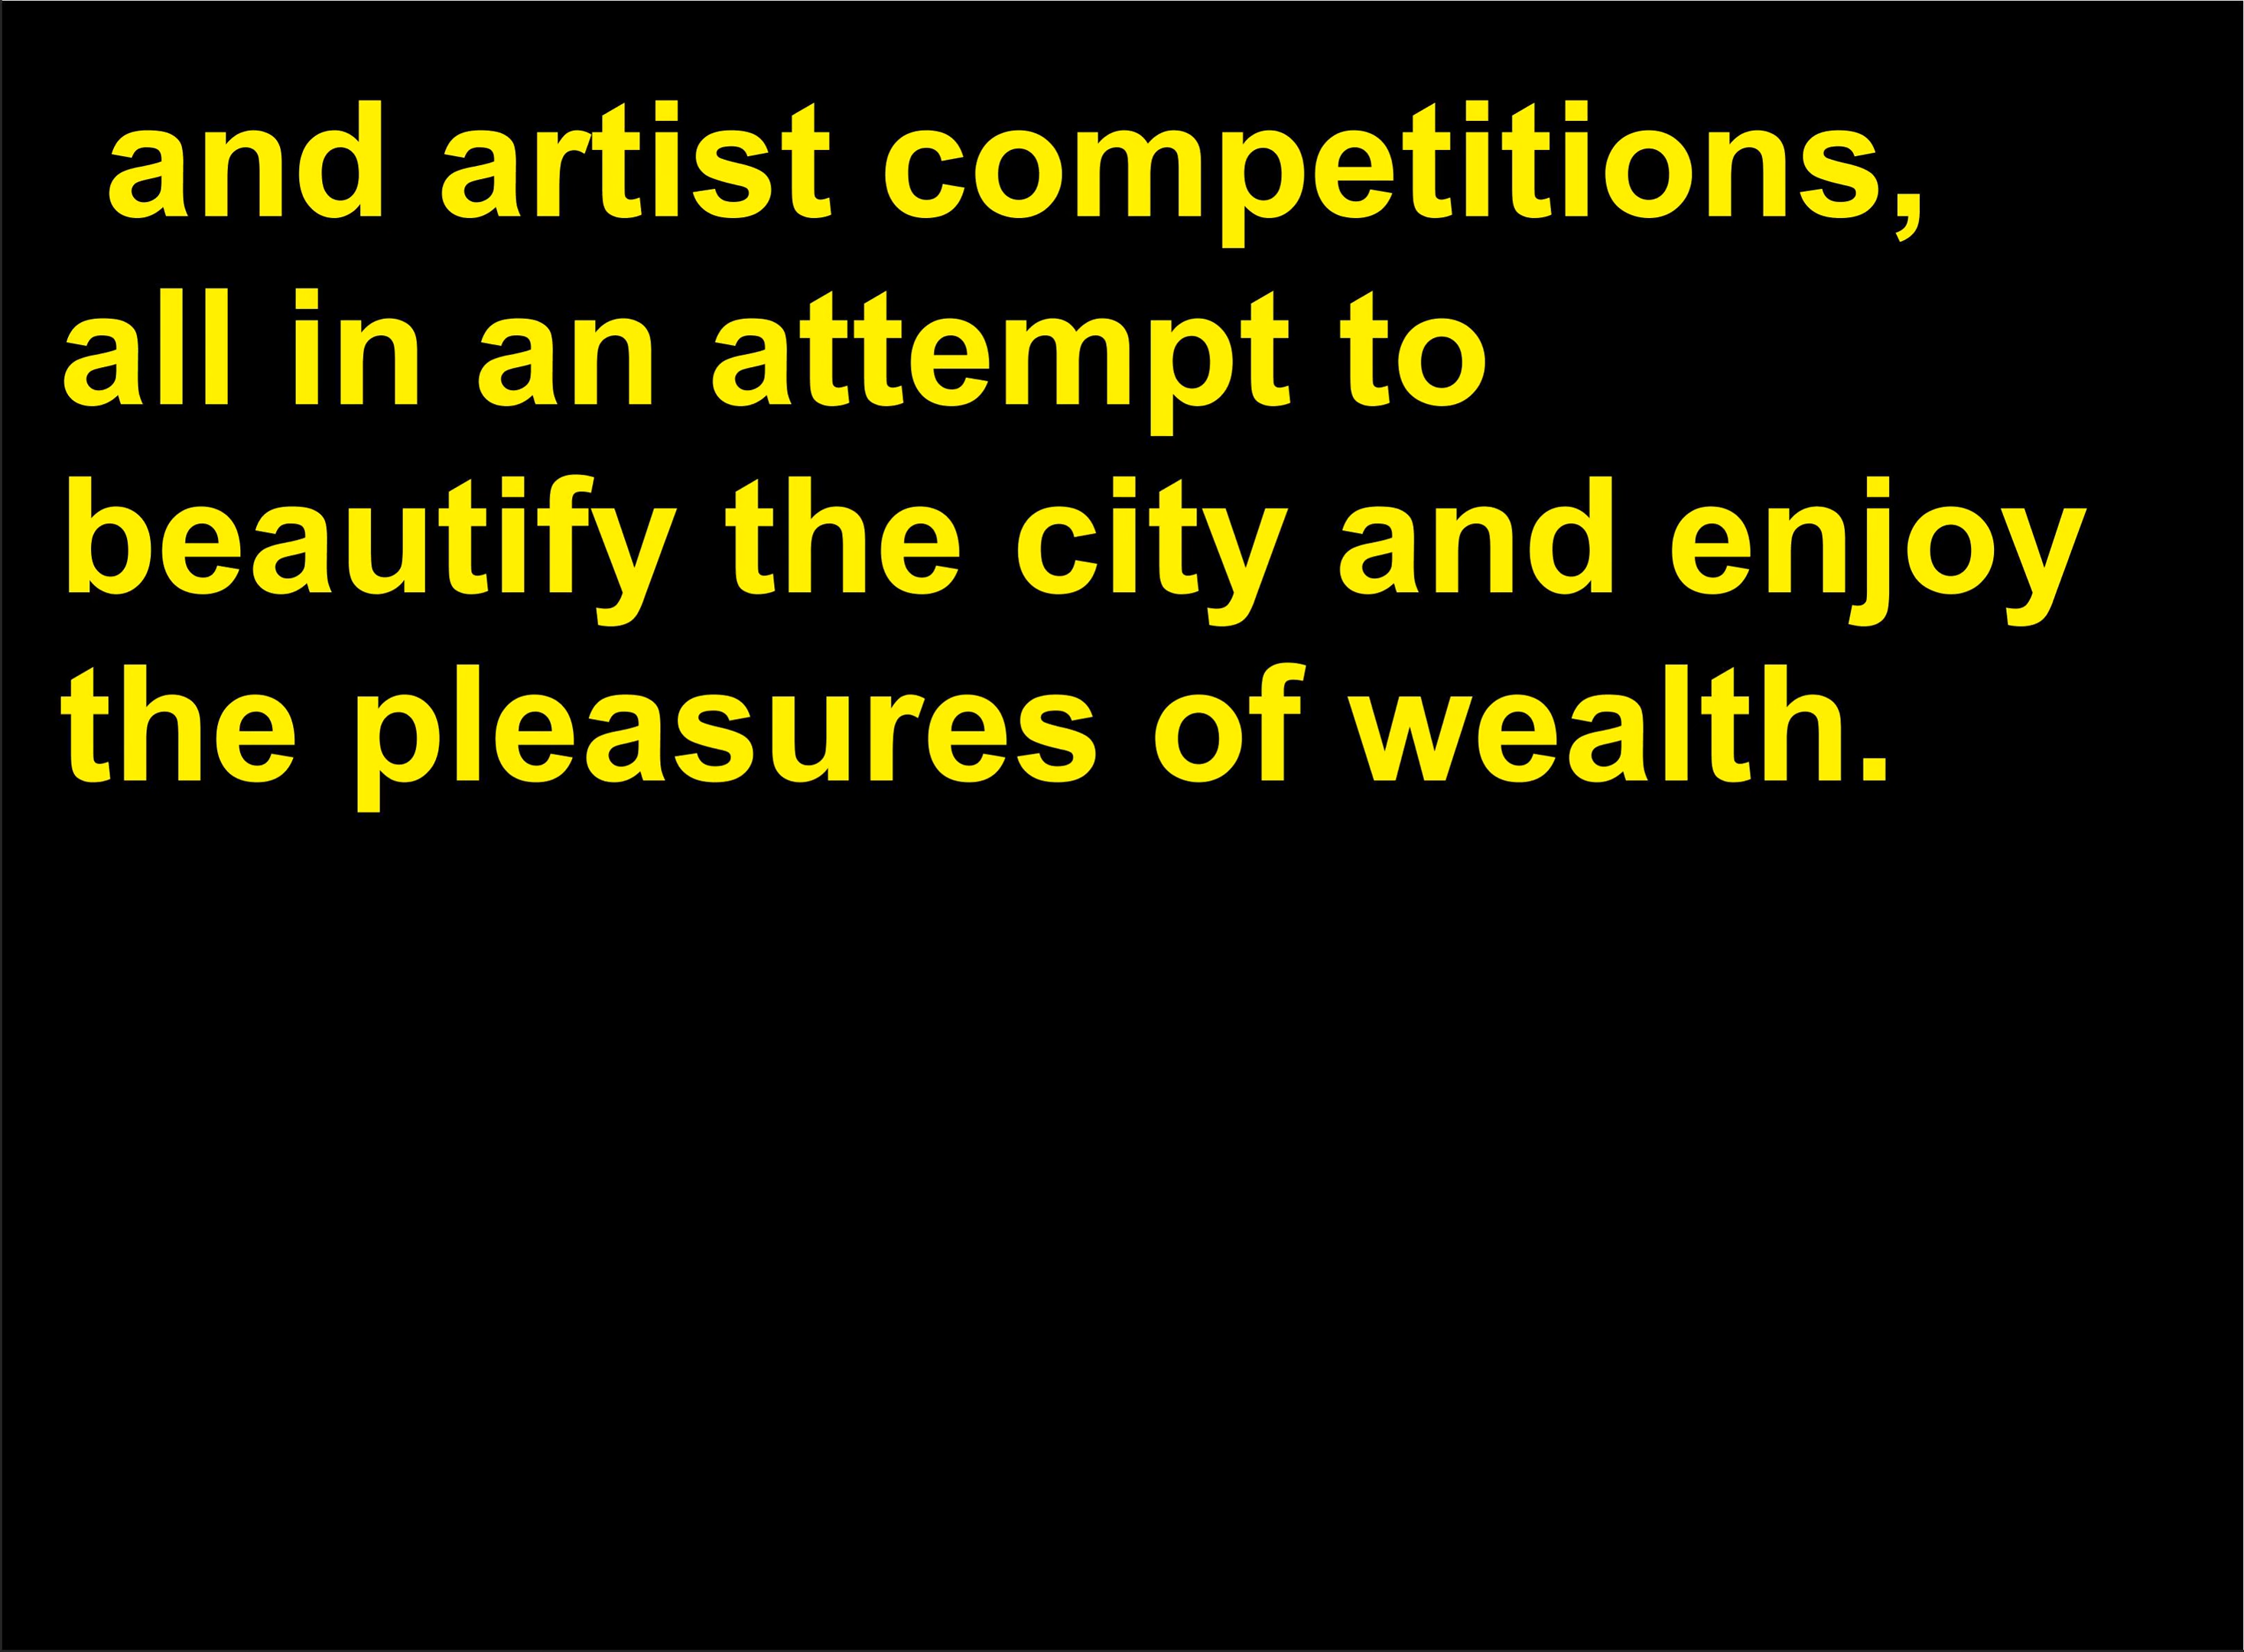 and artist competitions,
all in an attempt to
beautify the city and enjoy
the pleasures of wealth.